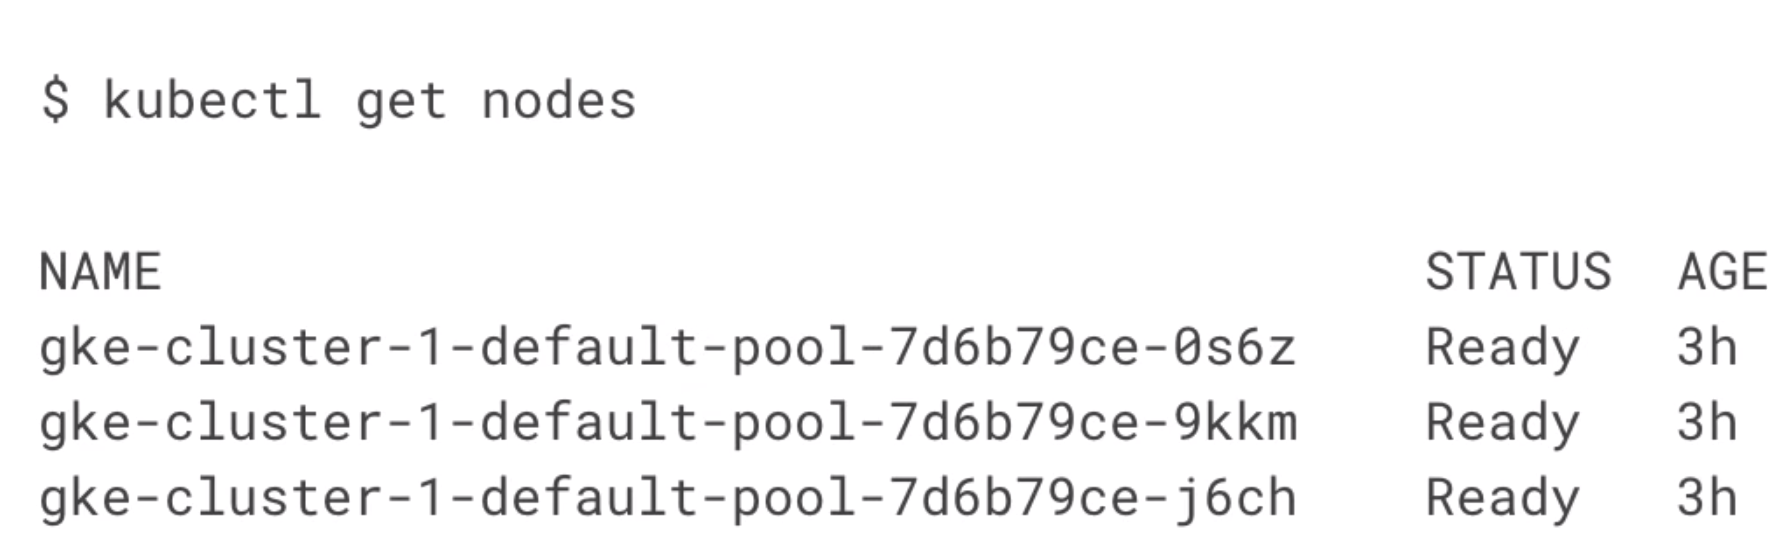 $ kubectl get nodes
NAME STATUS AGE
gke-cluster-1-default-pool-7d6b79ce-0s6z Ready 3h
gke-cluster-1-default-pool-7d6b79ce-9kkm Ready 3h
gke-cluster-1-default-pool-7d6b79ce-j6ch Ready 3h